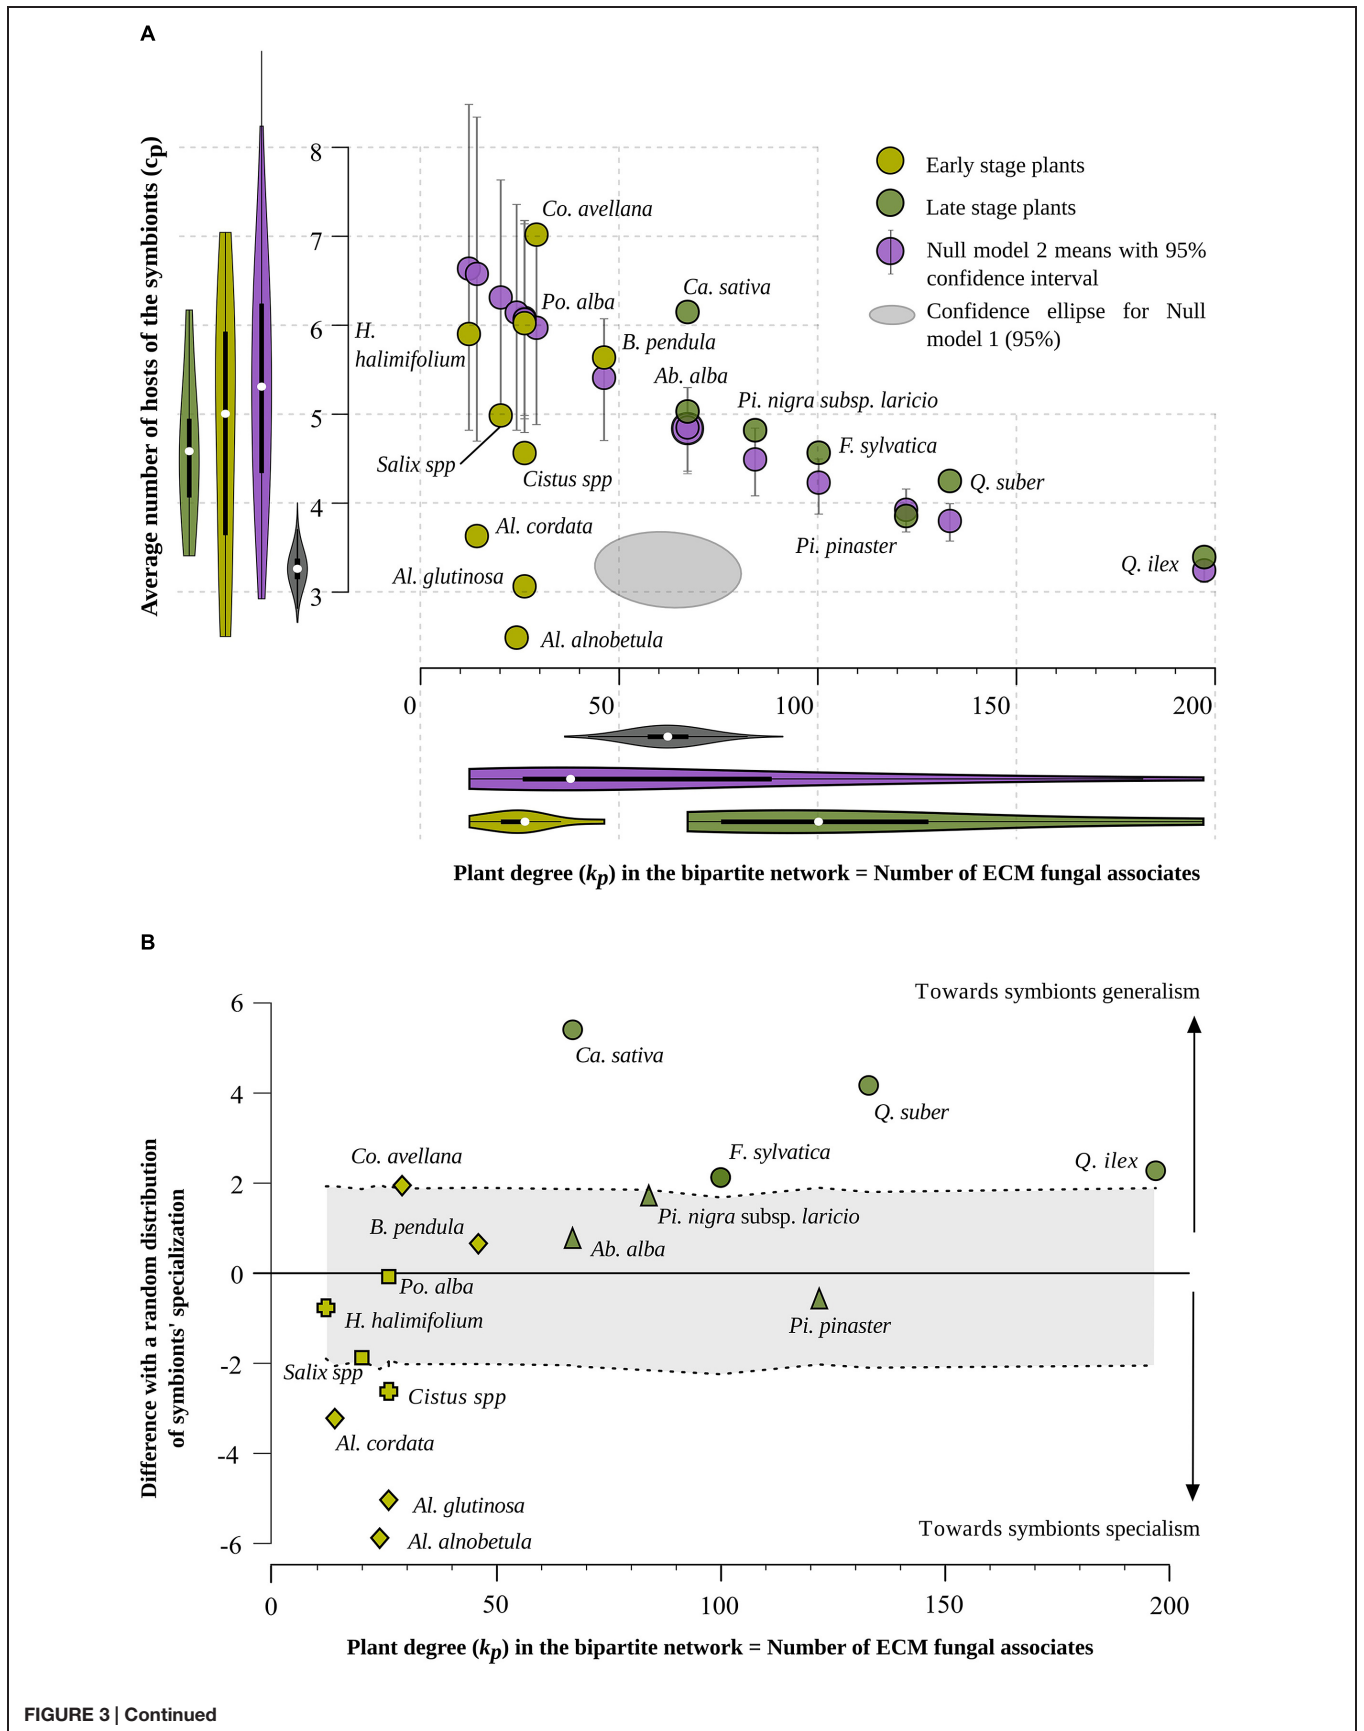 A
Average number of hosts of the symbionts (cp)
8
7
6
5
4
3
Early stage plants
Late stage plants
Null model 2 means with 95%
confidence interval
Confidence ellipse for Null
model 1 (95%)
Co. avellana
Ca. sativa
Po. alba
H.
halimifolium
B. pendula
Ab. alba
Pi. nigra subsp. laricio
F. sylvatica
Salix spp
Cistus spp
Q. suber
Al. cordata
Pi. pinaster
Q. ilex
Al. glutinosa
Al. alnobetula
0 50 100 150 200
Plant degree (kp) in the bipartite network = Number of ECM fungal associates
B
Difference with a random distribution
of symbionts' specialization
6
4
2
0
-2
-4
-6
Towards symbionts generalism
Ca. sativa
Q. suber
F. sylvatica
Co. avellana
Q. ilex
Pi. nigra subsp. laricio
B. pendula
Ab. alba
Po. alba
H. halimifolium
Pi. pinaster
Salix spp
Cistus spp
Al. cordata
Al. glutinosa
Towards symbionts specialism
Al. alnobetula
0 50 100 150 200
Plant degree (kp) in the bipartite network = Number of ECM fungal associates
FIGURE 3 | Continued